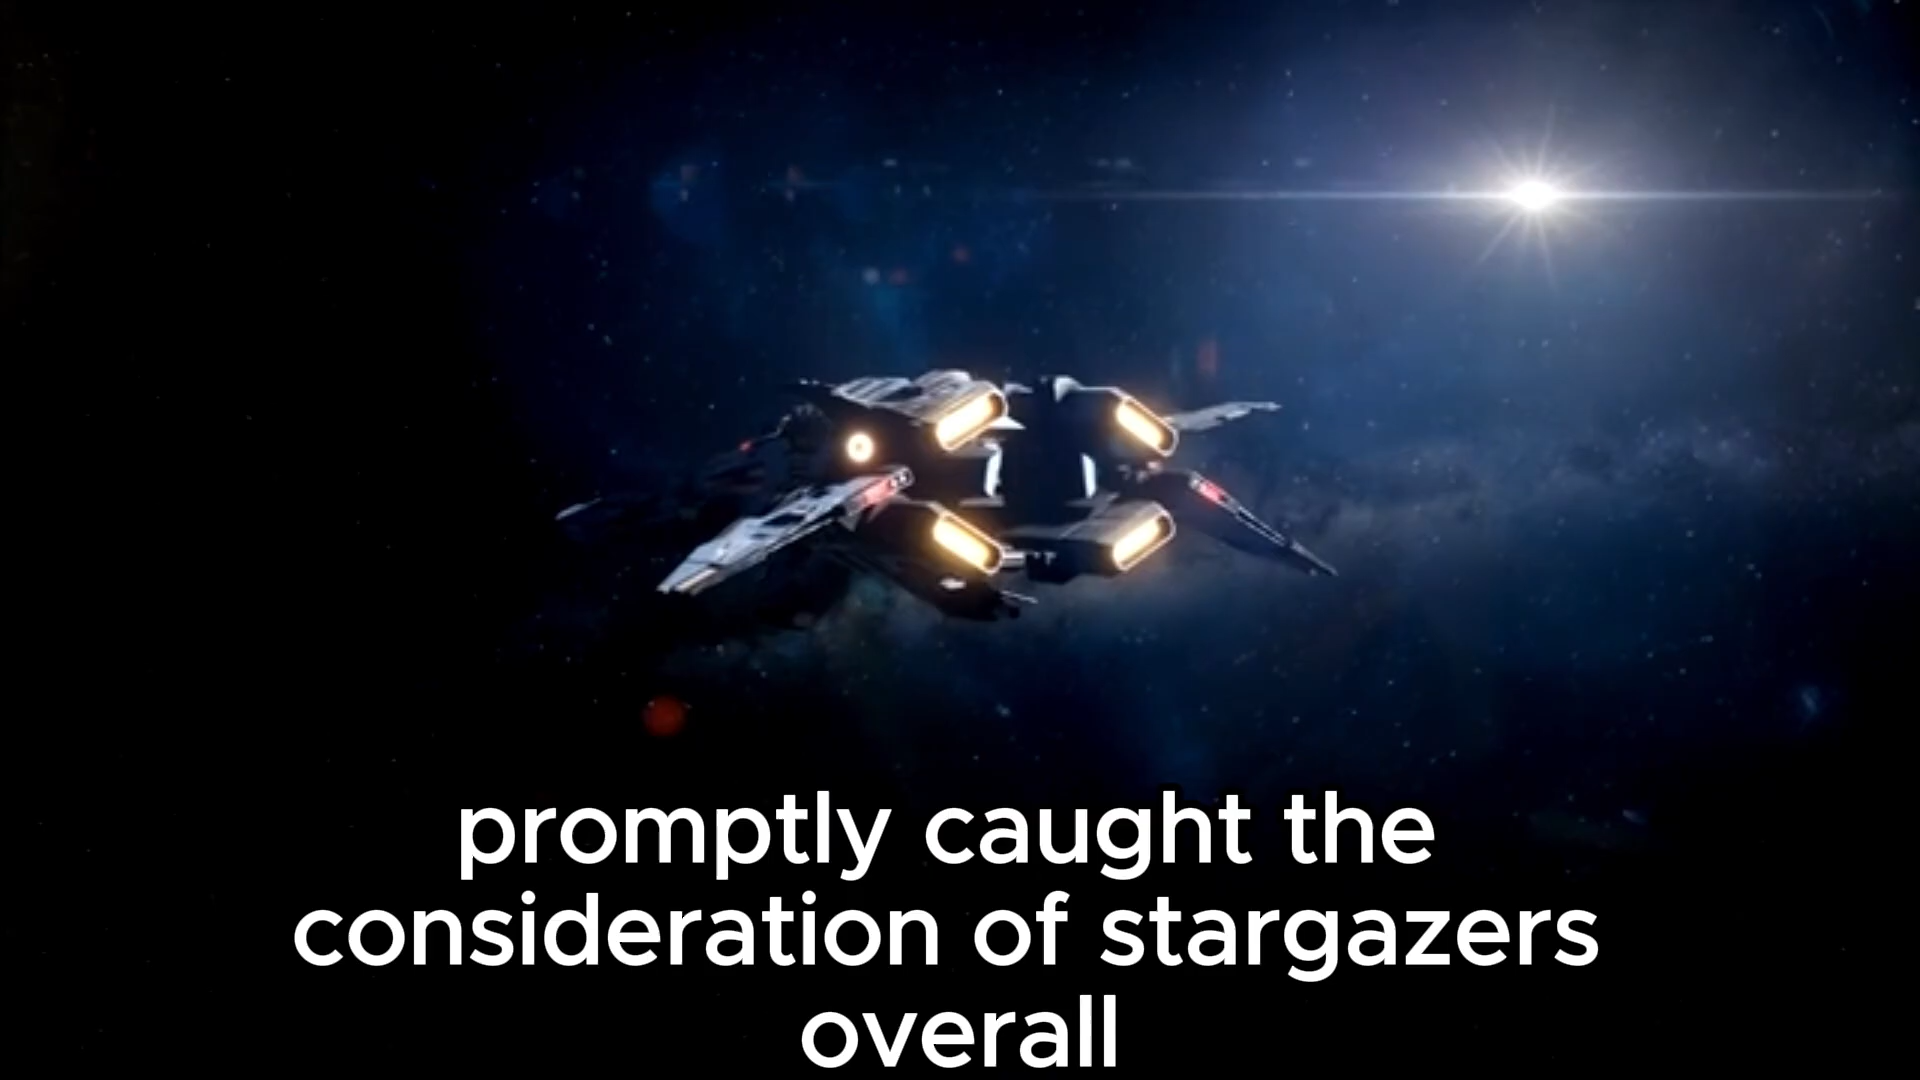 promptly caught the
consideration of stargazers
overall